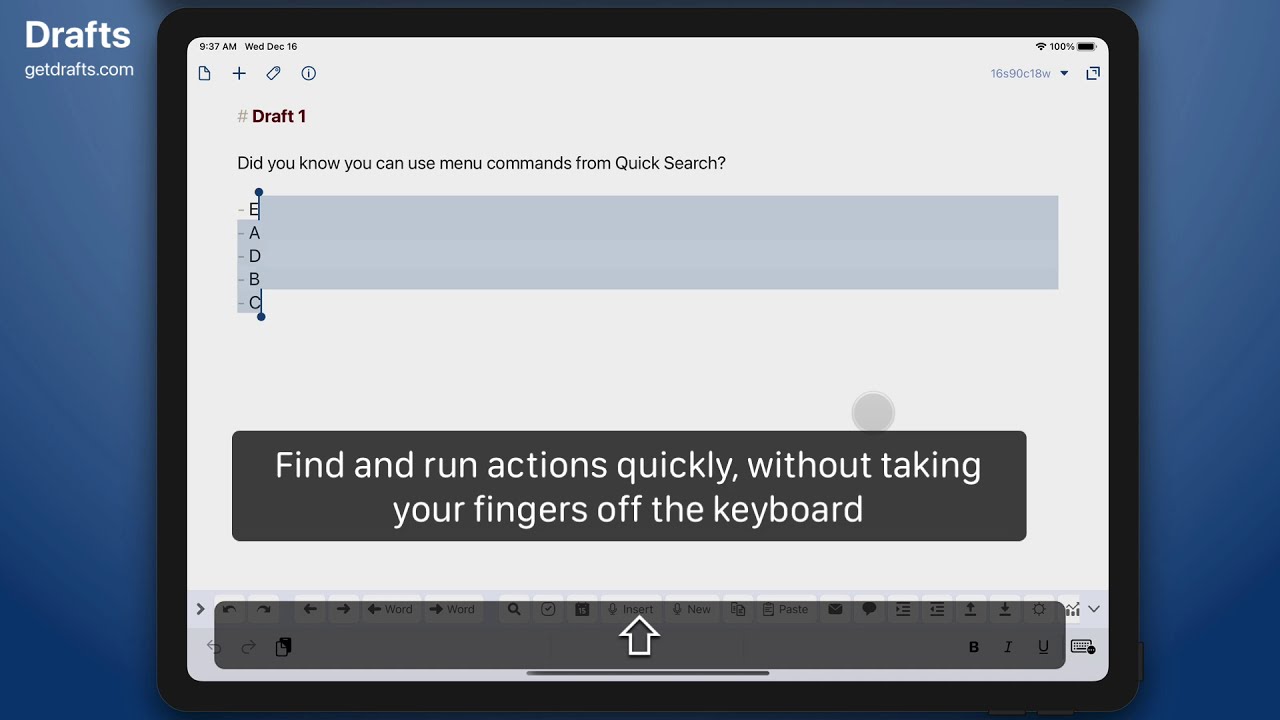 Drafts
getdrafts.com
9:37 AM Wed Dec 16
100%
16s90c18w
# Draft 1
Did you know you can use menu commands from Quick Search?
- E
- A
- D
- B
- C
Find and run actions quickly, without taking
your fingers off the keyboard
Word Word 15 Insert New Paste
B I U